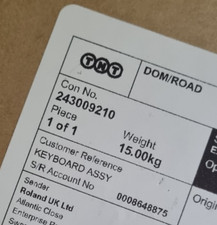 TNT DOM/ROAD
Con No.
243009210
Piece Weight
1 of 1 15.00kg
Customer Reference
KEYBOARD ASSY
S/R Account No 0008648875
Sender
Roland UK Ltd
Atlantic Close
Enterprise